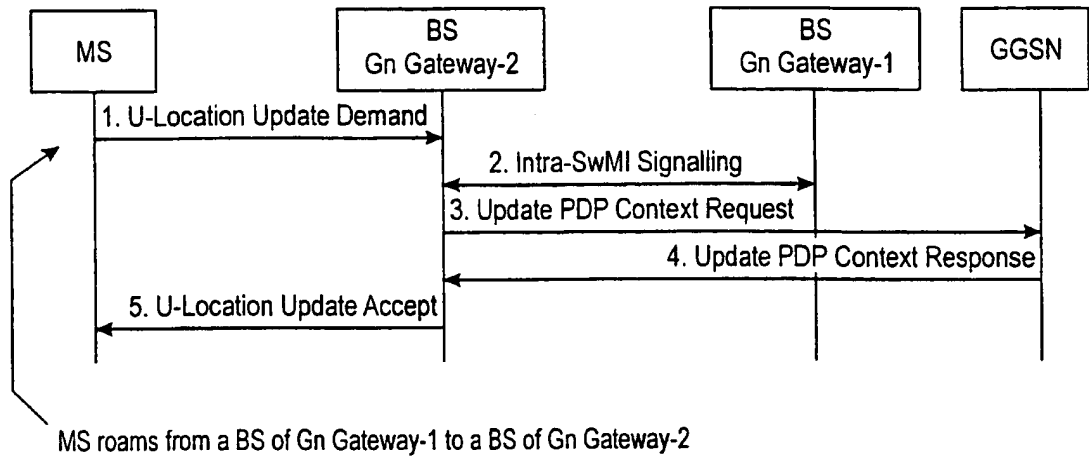 MS
BS
Gn Gateway-2
BS
Gn Gateway-1
GGSN
1. U-Location Update Demand
2. Intra-SwMI Signalling
3. Update PDP Context Request
4. Update PDP Context Response
5. U-Location Update Accept
MS roams from a BS of Gn Gateway-1 to a BS of Gn Gateway-2